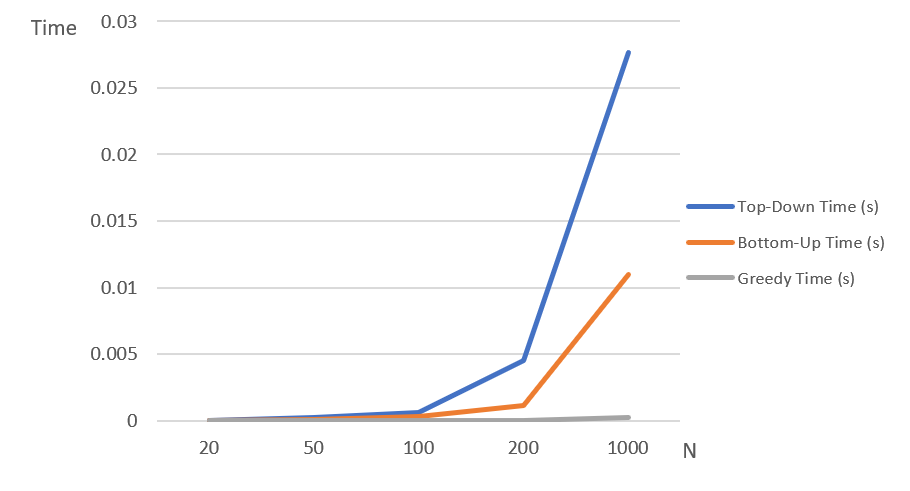 Time
0.03
0.025
0.02
0.015
0.01
0.005
0
20 50 100 200 1000 N
Top-Down Time (s)
Bottom-Up Time (s)
Greedy Time (s)